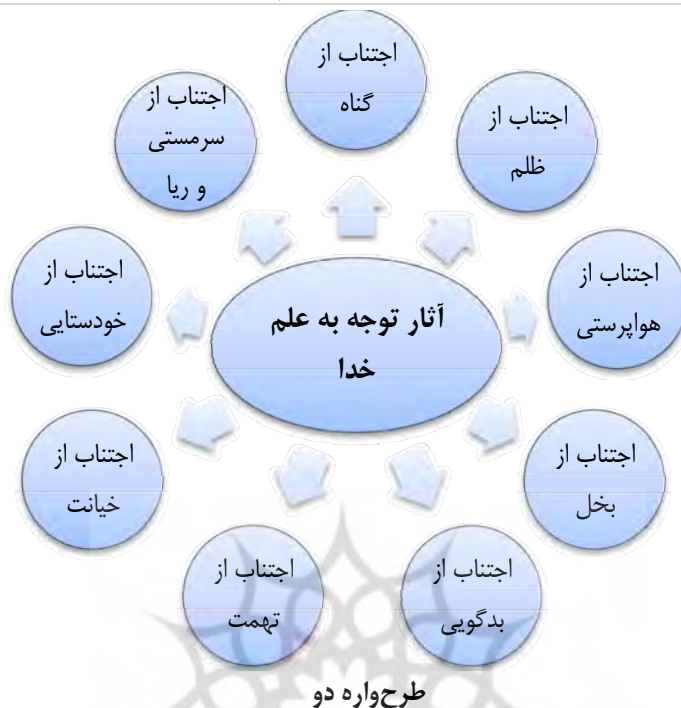 اجتناب از
گناه
اجتناب از
ظلم
اجتناب از
هواپرستی
اجتناب از
بخل
اجتناب از
بدگویی
اجتناب از
تهمت
اجتناب از
خیانت
اجتناب از
خودستایی
اجتناب از
سرمستی
و ریا
آثار توجه به علم
خدا
طرح‌واره دو